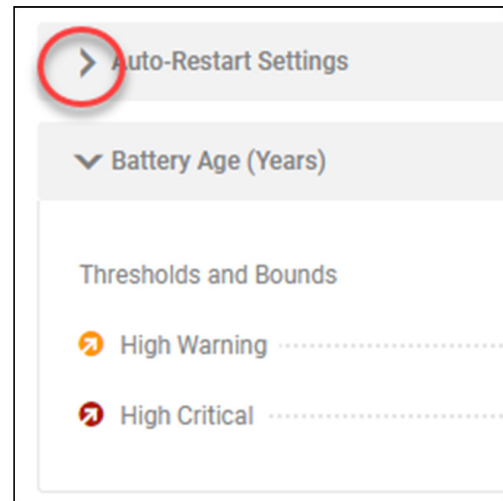 Auto-Restart Settings
Battery Age (Years)
Thresholds and Bounds
High Warning
High Critical